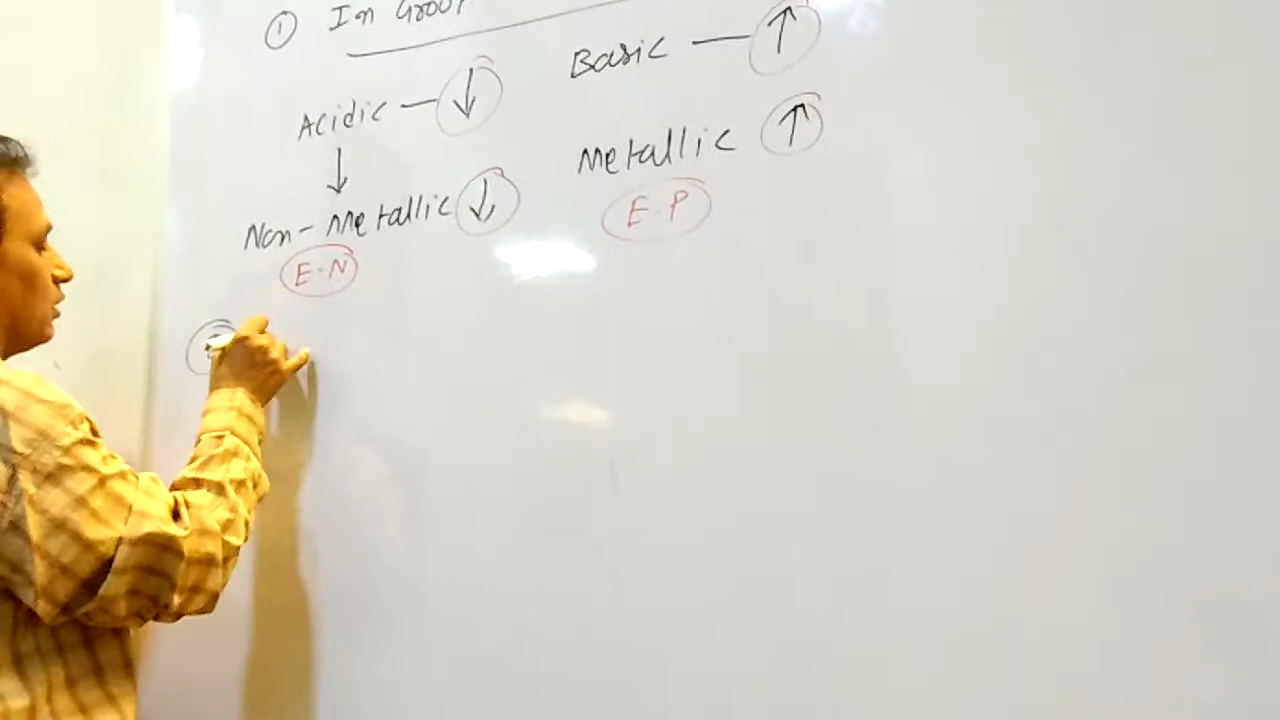 ① In Group
Acidic — ↓
Basic — ↑
↓
Non-Metallic ↓
Metallic ↑
E-N
E.P